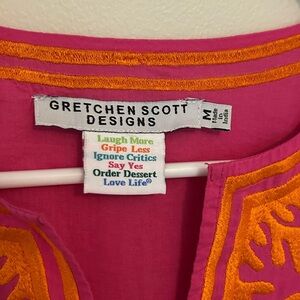 GRETCHEN SCOTT
DESIGNS
M
Made
in
India
Laugh More
Gripe Less
Ignore Critics
Say Yes
Order Dessert
Love Life®